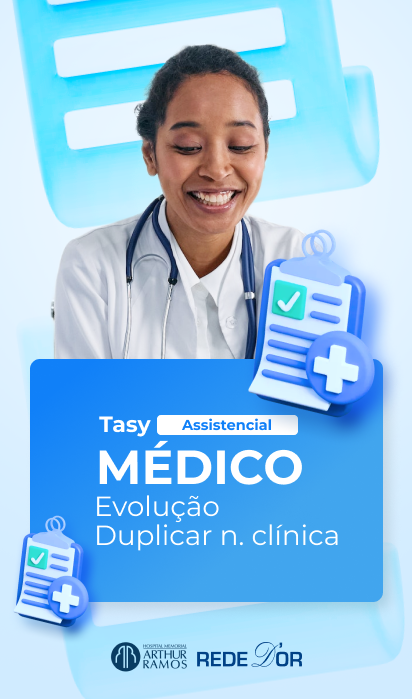 Tasy Assistencial
MÉDICO
Evolução
Duplicar n. clínica
HOSPITAL MEMORIAL
ARTHUR
RAMOS
REDE D'OR